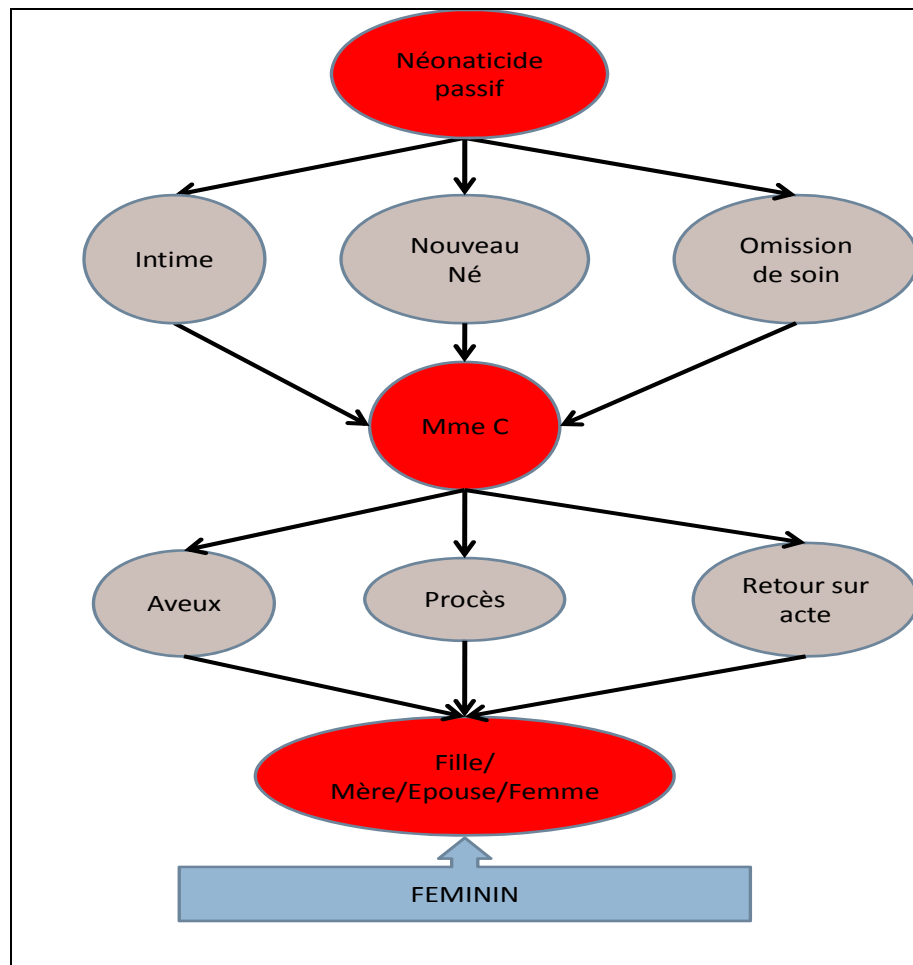 Néonaticide
passif
Intime
Nouveau
Né
Omission
de soin
Mme C
Aveux
Procès
Retour sur
acte
Fille/
Mère/Epouse/Femme
FEMININ